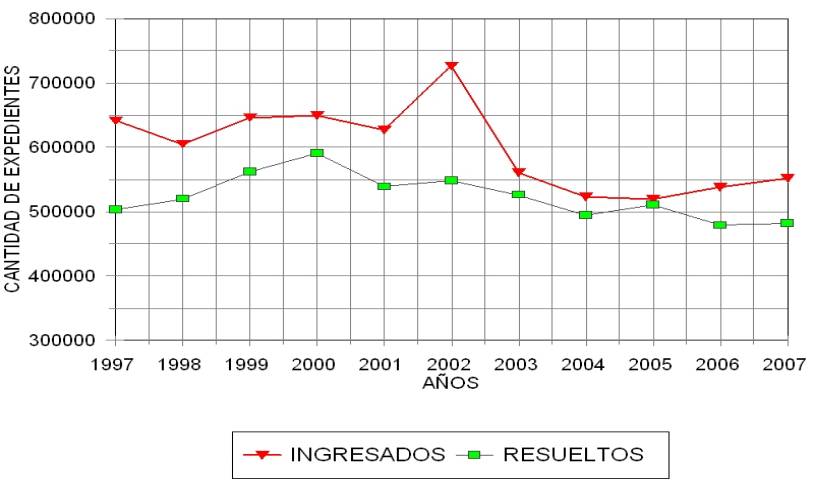 800000
700000
600000
500000
400000
300000
CANTIDAD DE EXPEDIENTES
1997 1998 1999 2000 2001 2002 2003 2004 2005 2006 2007
AÑOS
INGRESADOS RESUELTOS